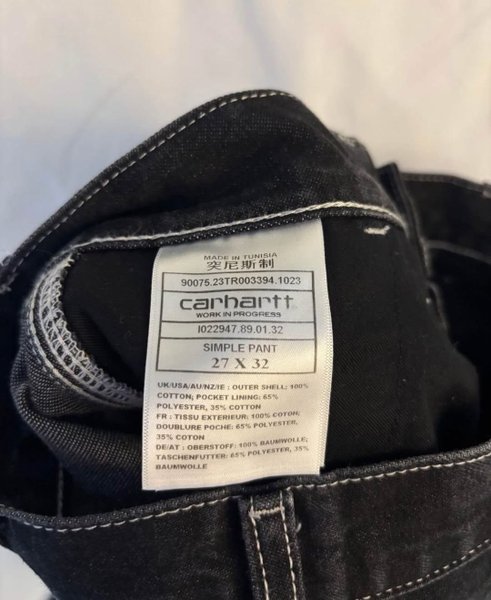 MADE IN TUNISIA
突尼斯制
90075.23TR003394.1023
carhartt
WORK IN PROGRESS
I022947.89.01.32
SIMPLE PANT
27 X 32
UK/USA/AU/NZ/IE : OUTER SHELL: 100%
COTTON; POCKET LINING: 65%
POLYESTER, 35% COTTON
FR : TISSU EXTERIEUR: 100% COTON;
DOUBLURE POCHE: 65% POLYESTER,
35% COTON
DE/AT : OBERSTOFF: 100% BAUMWOLLE;
TASCHENFUTTER: 65% POLYESTER, 35%
BAUMWOLLE